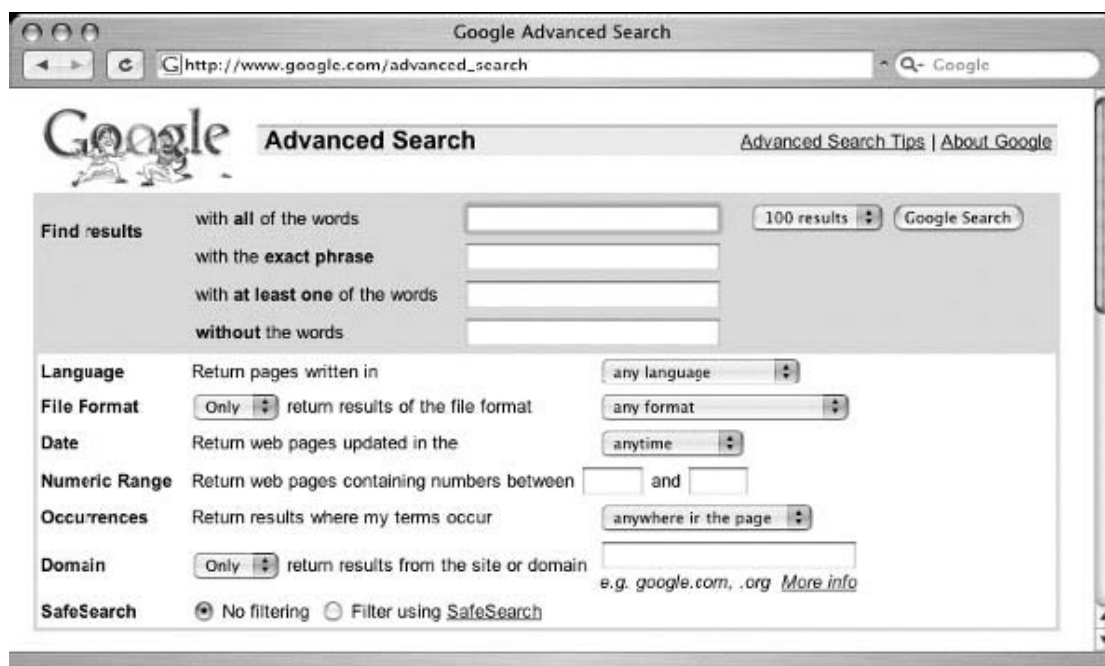 Google Advanced Search
G http://www.google.com/advanced_search Q- Google
Google Advanced Search Advanced Search Tips | About Google
Find results with all of the words 100 results Google Search
with the exact phrase
with at least one of the words
without the words
Language Return pages written in any language
File Format Only return results of the file format any format
Date Return web pages updated in the anytime
Numeric Range Return web pages containing numbers between and
Occurrences Return results where my terms occur anywhere in the page
Domain Only return results from the site or domain
e.g. google.com, .org More info
SafeSearch No filtering Filter using SafeSearch